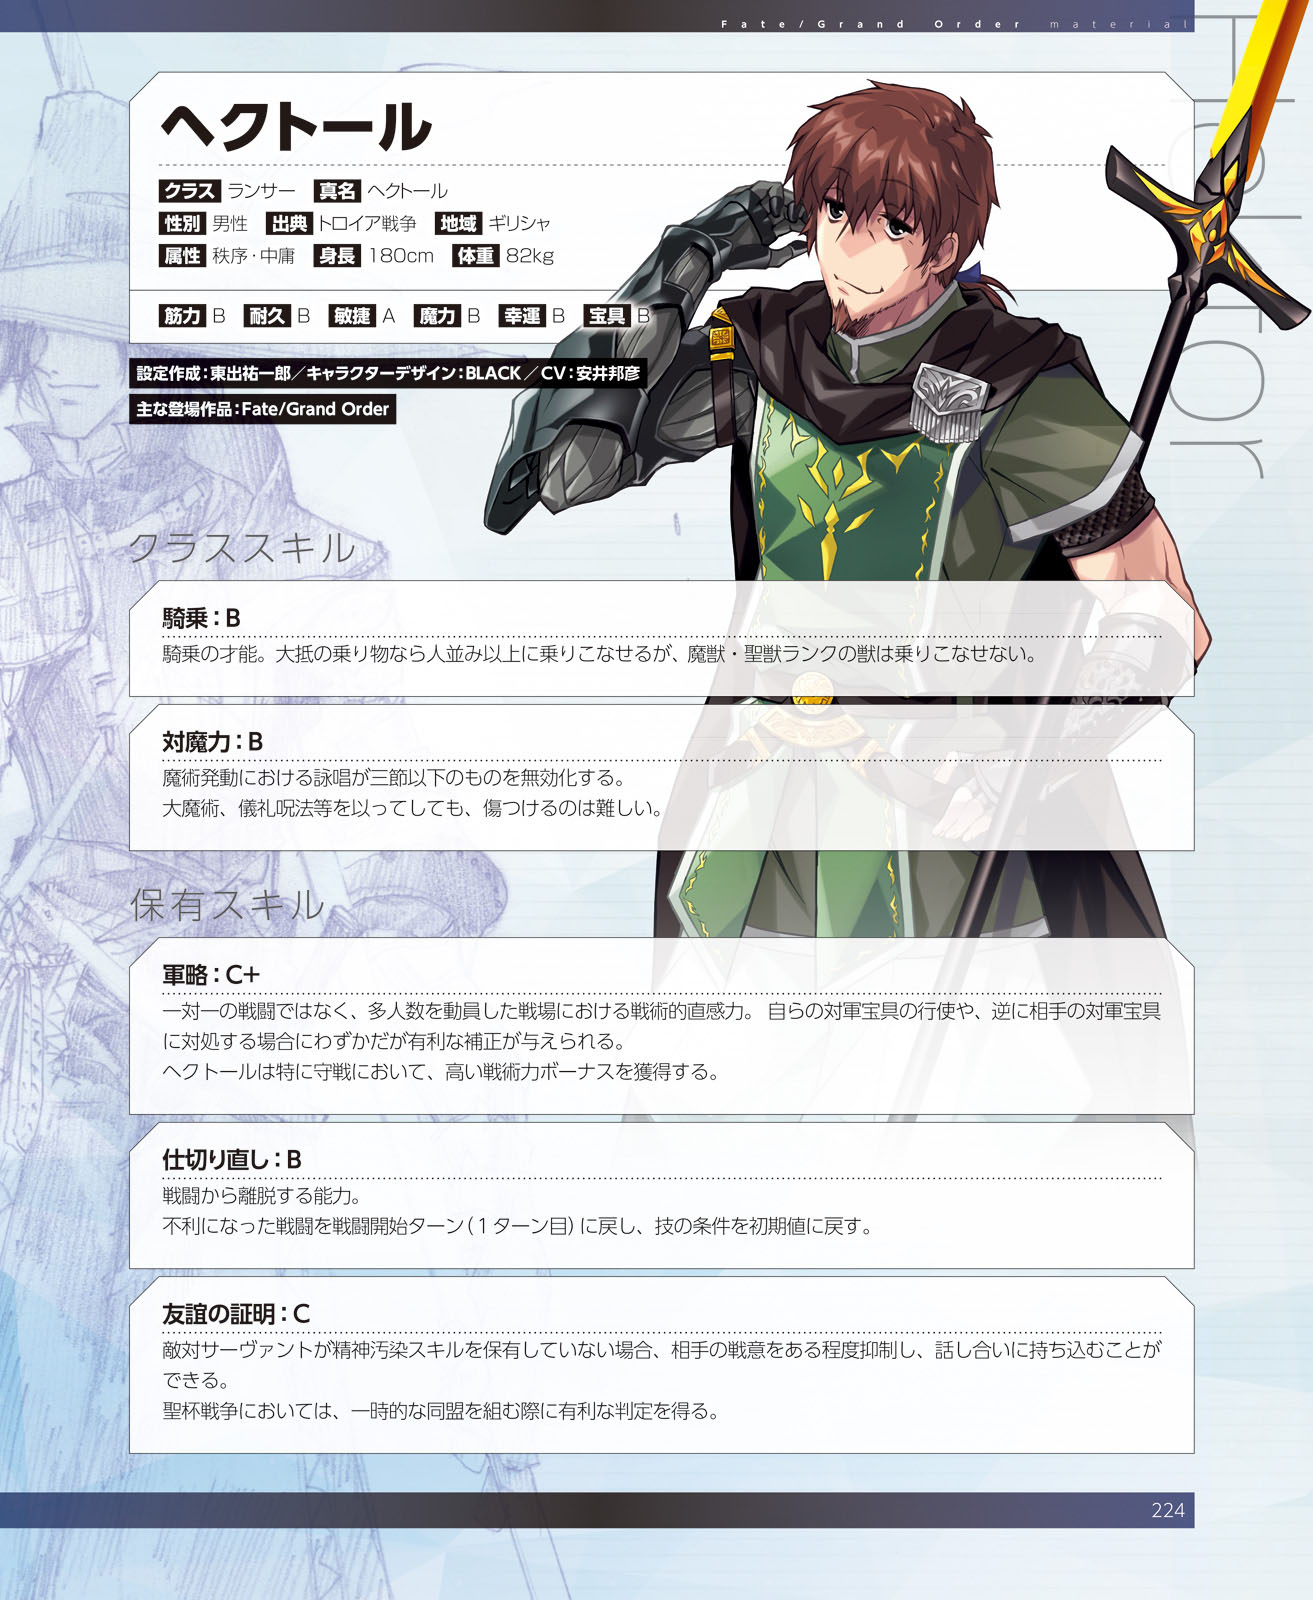 Fate/Grand Order material
Hektor
ヘクトール
クラス ランサー 真名 ヘクトール
性別 男性 出典 トロイア戦争 地域 ギリシャ
属性 秩序・中庸 身長 180cm 体重 82kg
筋力 B 耐久 B 敏捷 A 魔力 B 幸運 B 宝具 B
設定作成：東出祐一郎／キャラクターデザイン：BLACK／CV：安井邦彦
主な登場作品：Fate/Grand Order
クラススキル
騎乗：B
騎乗の才能。大抵の乗り物なら人並み以上に乗りこなせるが、魔獣・聖獣ランクの獣は乗りこなせない。
対魔力：B
魔術発動における詠唱が三節以下のものを無効化する。
大魔術、儀礼呪法等を以ってしても、傷つけるのは難しい。
保有スキル
軍略：C+
一対一の戦闘ではなく、多人数を動員した戦場における戦術的直感力。 自らの対軍宝具の行使や、逆に相手の対軍宝具
に対処する場合にわずかだが有利な補正が与えられる。
ヘクトールは特に守戦において、高い戦術力ボーナスを獲得する。
仕切り直し：B
戦闘から離脱する能力。
不利になった戦闘を戦闘開始ターン（１ターン目）に戻し、技の条件を初期値に戻す。
友誼の証明：C
敵対サーヴァントが精神汚染スキルを保有していない場合、相手の戦意をある程度抑制し、話し合いに持ち込むことが
できる。
聖杯戦争においては、一時的な同盟を組む際に有利な判定を得る。
224